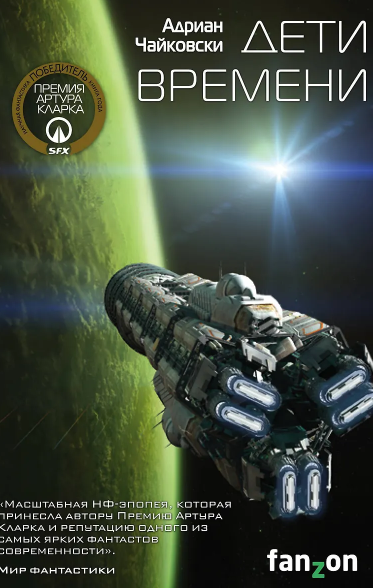 Адриан
Чайковски
ДЕТИ
ВРЕМЕНИ
ПОБЕДИТЕЛЬ
ПРЕМИЯ
АРТУРА
КЛАРКА
SFX
«Масштабная НФ-эпопея, которая
принесла автору Премию Артура
Кларка и репутацию одного из
самых ярких фантастов
современности».
Мир фантастики
fanzon